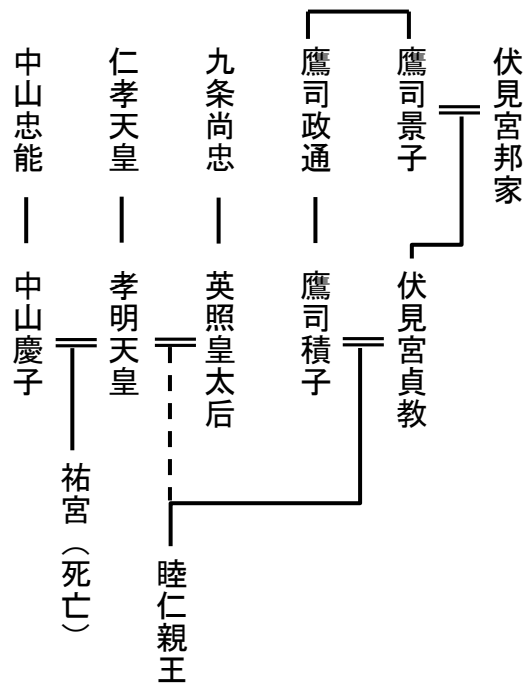 伏見宮邦家
鷹司景子
鷹司政通
九条尚忠
仁孝天皇
中山忠能
伏見宮貞教
鷹司積子
英照皇太后
孝明天皇
中山慶子
睦仁親王
祐宮（死亡）